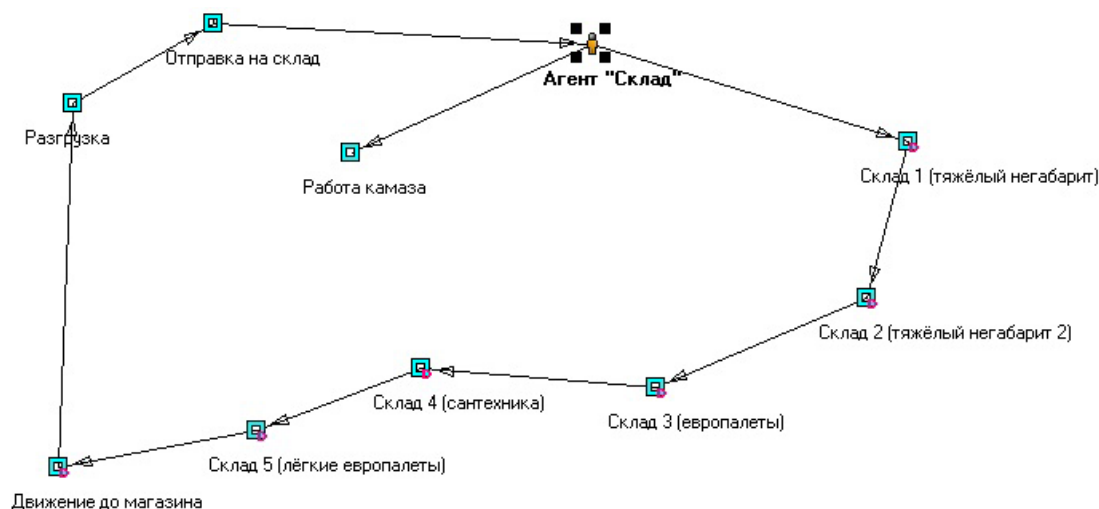 Отправка на склад
Агент "Склад"
Разгрузка
Работа камаза
Склад 1 (тяжёлый негабарит)
Склад 2 (тяжёлый негабарит 2)
Склад 4 (сантехника)
Склад 3 (европалеты)
Склад 5 (лёгкие европалеты)
Движение до магазина